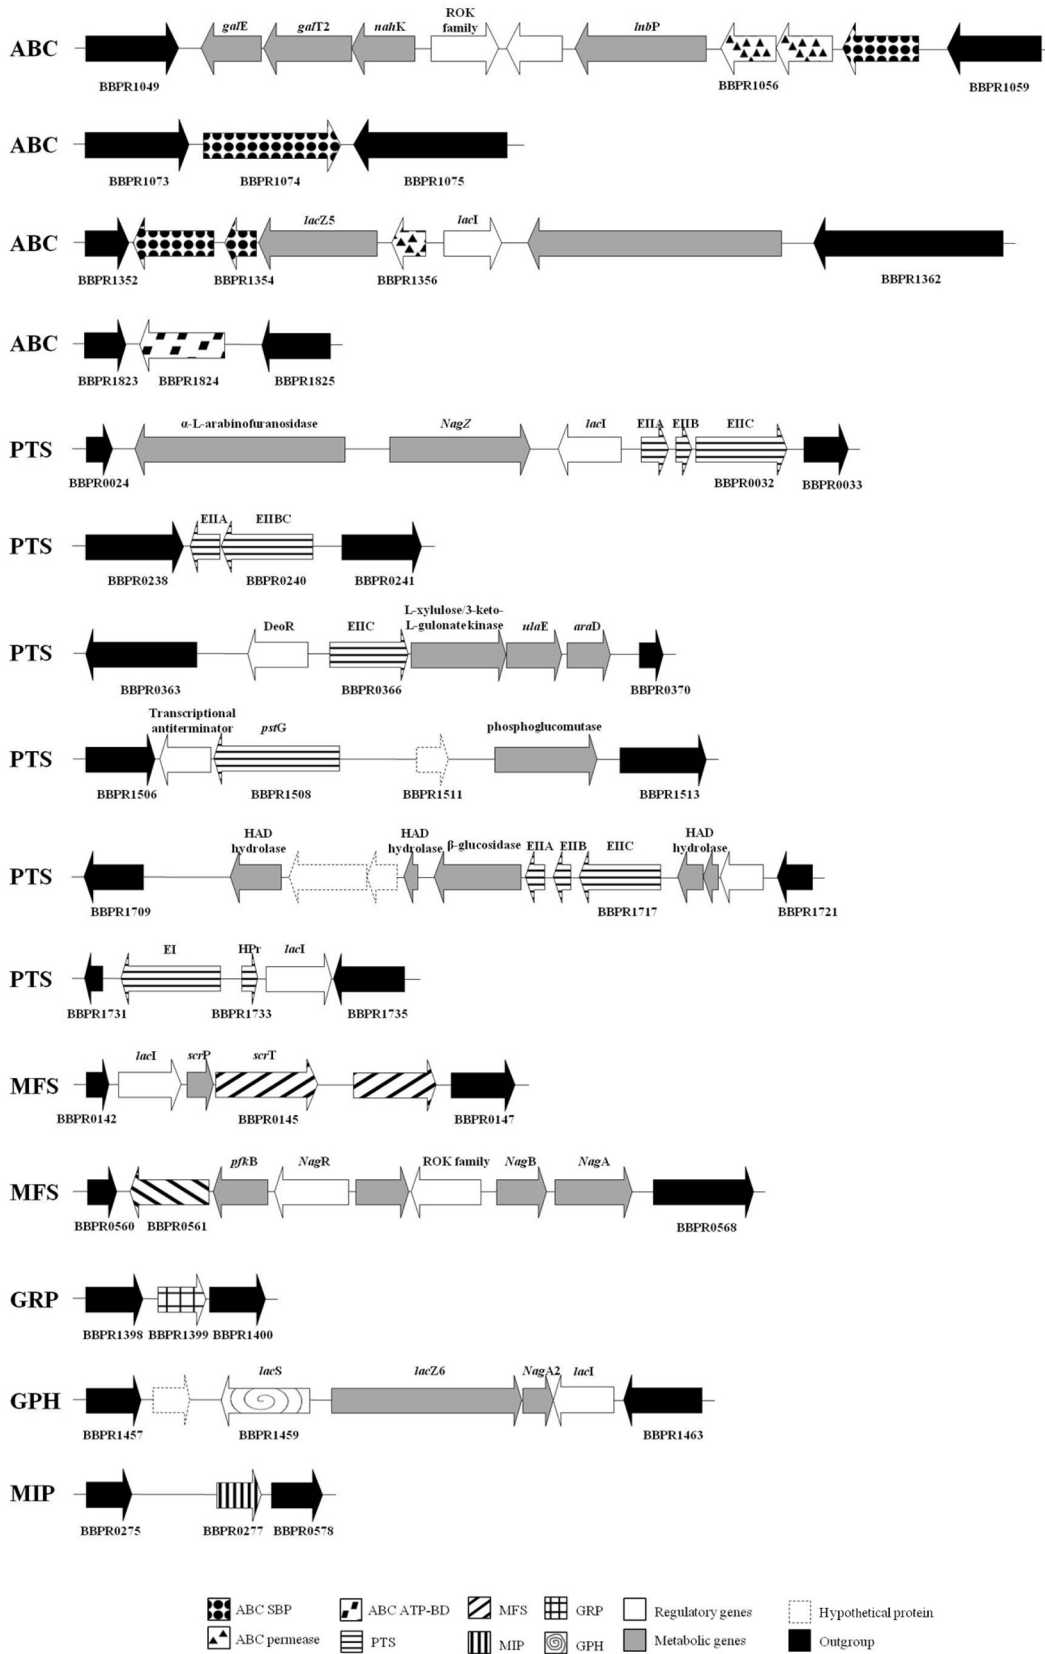 ROK
family
galE galT2 nahK lnbP
ABC
BBPR1049 BBPR1056 BBPR1059
ABC
BBPR1073 BBPR1074 BBPR1075
lacZ5 lacI
ABC
BBPR1352 BBPR1354 BBPR1356 BBPR1362
ABC
BBPR1823 BBPR1824 BBPR1825
α-L-arabinofuranosidase NagZ lacI EIIA EIIB EIIC
PTS
BBPR0024 BBPR0032 BBPR0033
EIIA EIIBC
PTS
BBPR0238 BBPR0240 BBPR0241
L-xylulose/3-keto-
DeoR EIIC L-gulonate kinase ulaE araD
PTS
BBPR0363 BBPR0366 BBPR0370
Transcriptional
antiterminator pstG phosphoglucomutase
PTS
BBPR1506 BBPR1508 BBPR1511 BBPR1513
HAD HAD HAD
hydrolase hydrolase β-glucosidase EIIA EIIB EIIC hydrolase
PTS
BBPR1709 BBPR1717 BBPR1721
EI HPr lacI
PTS
BBPR1731 BBPR1733 BBPR1735
lacI scrP scrT
MFS
BBPR0142 BBPR0145 BBPR0147
pfkB NagR ROK family NagB NagA
MFS
BBPR0560 BBPR0561 BBPR0568
GRP
BBPR1398 BBPR1399 BBPR1400
lacS lacZ6 NagA2 lacI
GPH
BBPR1457 BBPR1459 BBPR1463
MIP
BBPR0275 BBPR0277 BBPR0578
ABC SBP ABC ATP-BD MFS GRP Regulatory genes Hypothetical protein
ABC permease PTS MIP GPH Metabolic genes Outgroup